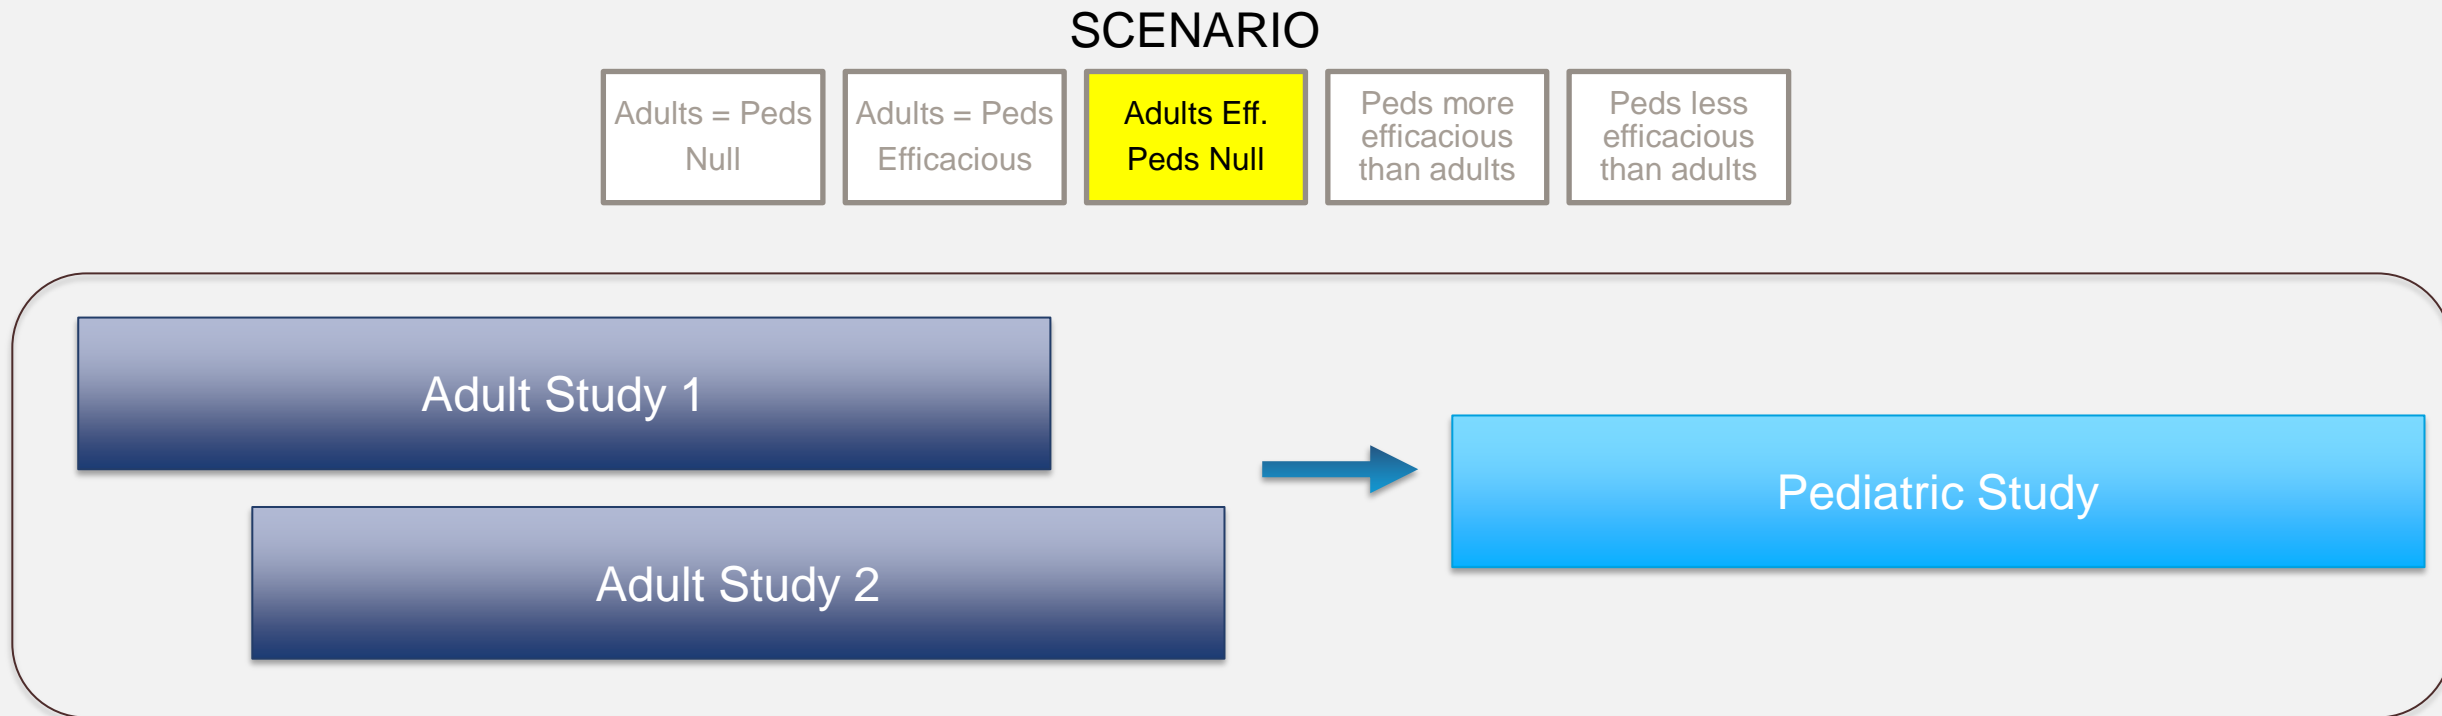 SCENARIO
Adults = Peds
Null
Adults = Peds
Efficacious
Adults Eff.
Peds Null
Peds more
efficacious
than adults
Peds less
efficacious
than adults
Adult Study 1
Pediatric Study
Adult Study 2